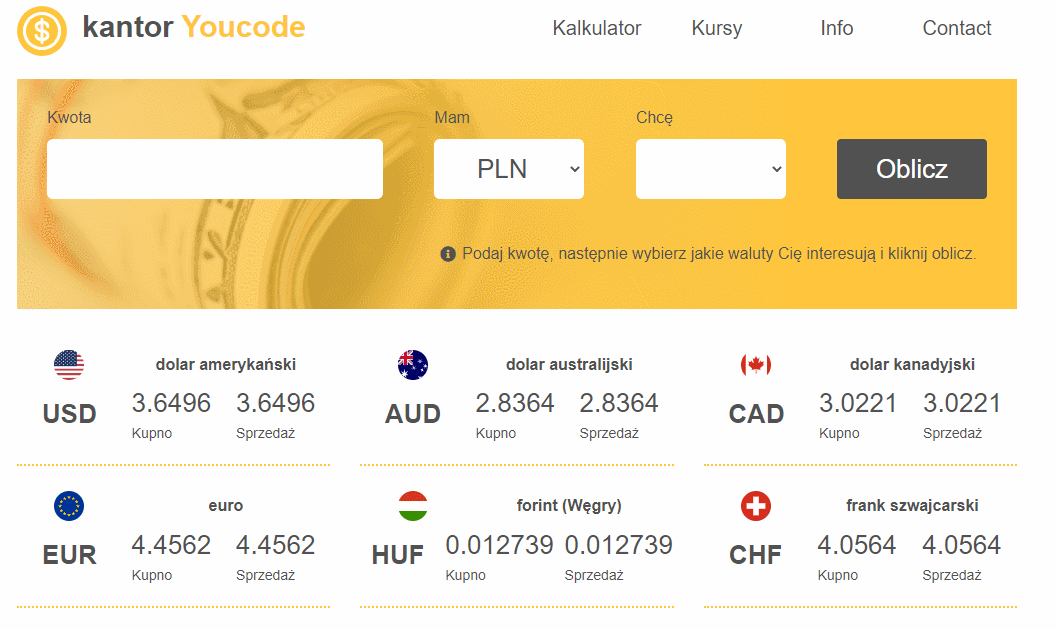 kantor Youcode
Kalkulator Kursy Info Contact
Kwota Mam Chcę
PLN Oblicz
Podaj kwotę, następnie wybierz jakie waluty Cię interesują i kliknij oblicz.
dolar amerykański
USD 3.6496 3.6496
Kupno Sprzedaż
dolar australijski
AUD 2.8364 2.8364
Kupno Sprzedaż
dolar kanadyjski
CAD 3.0221 3.0221
Kupno Sprzedaż
euro
EUR 4.4562 4.4562
Kupno Sprzedaż
forint (Węgry)
HUF 0.012739 0.012739
Kupno Sprzedaż
frank szwajcarski
CHF 4.0564 4.0564
Kupno Sprzedaż